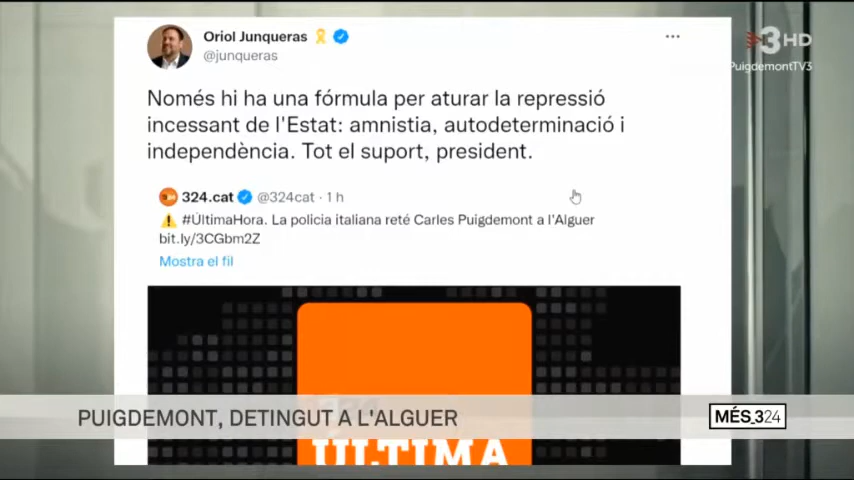 Oriol Junqueras
@junqueras
3HD
PuigdemontTV3
Només hi ha una fórmula per aturar la repressió
incessant de l'Estat: amnistia, autodeterminació i
independència. Tot el suport, president.
324.cat @324cat · 1 h
#ÚltimaHora. La policia italiana reté Carles Puigdemont a l'Alguer
bit.ly/3CGbm2Z
Mostra el fil
PUIGDEMONT, DETINGUT A L'ALGUER
MÉS_324
ÚLTIMA